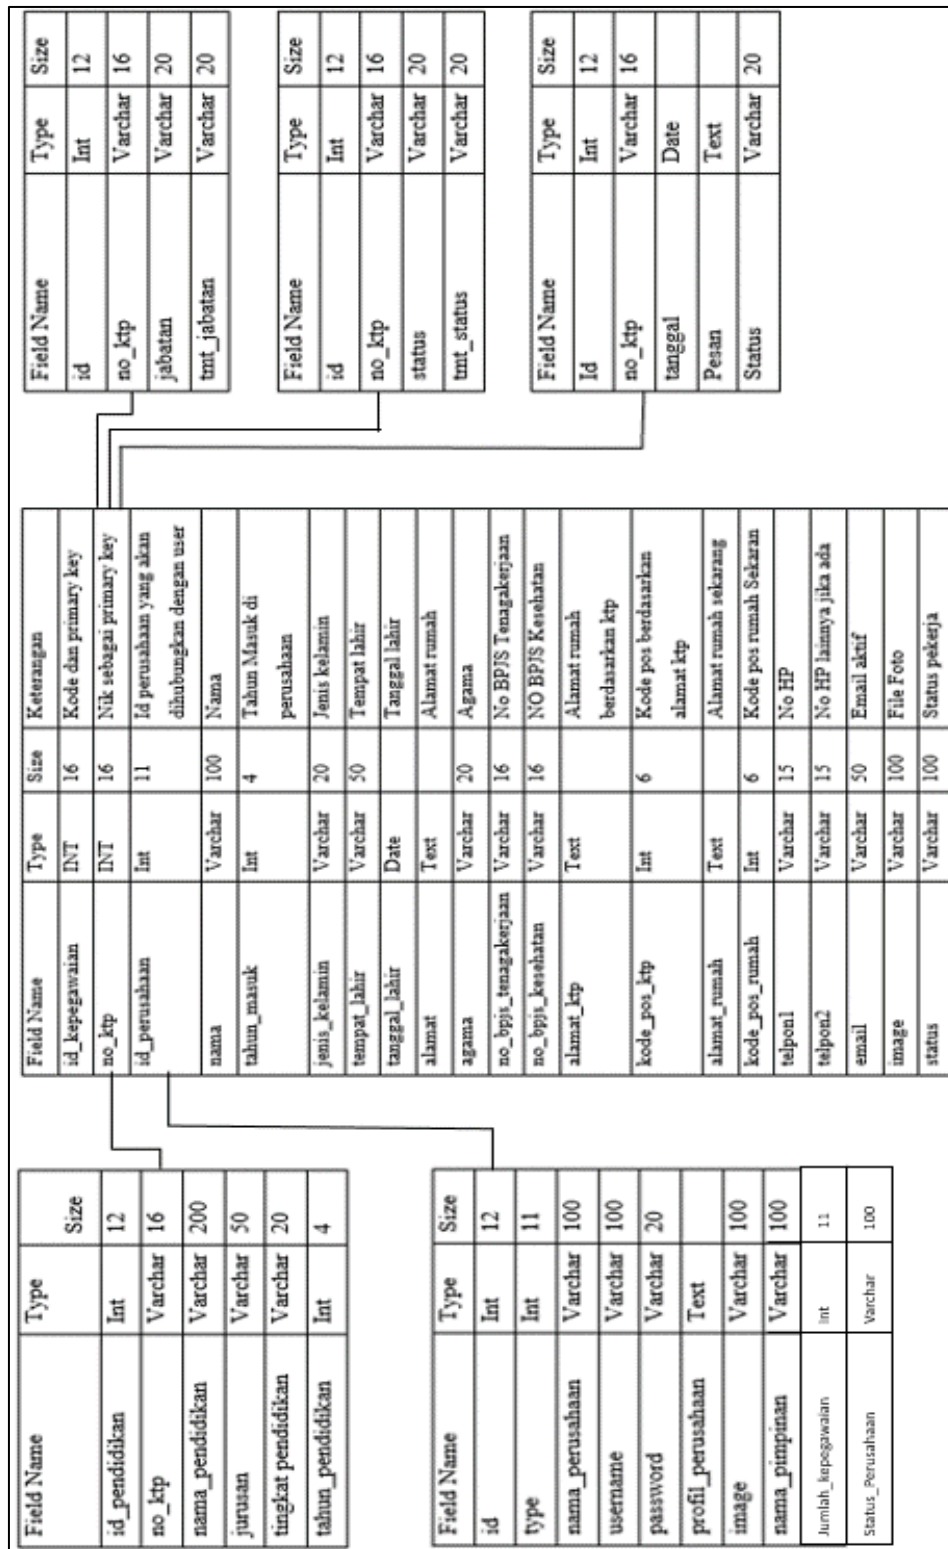 Field Name Type Size
id_pendidikan Int 12
no_ktp Varchar 16
nama_pendidikan Varchar 200
jurusan Varchar 50
tingkat pendidikan Varchar 20
tahun_pendidikan Int 4
Field Name Type Size
id Int 12
type Int 11
nama_perusahaan Varchar 100
username Varchar 100
password Varchar 20
profil_perusahaan Text
image Varchar 100
nama_pimpinan Varchar 100
Jumlah_kepegawaian Int 11
Status_Perusahaan Varchar 100
Field Name Type Size Keterangan
id_kepegawaian INT 16 Kode dan primary key
no_ktp INT 16 Nik sebagai primary key
id_perusahaan Int 11 Id perusahaan yang akan
dihubungkan dengan user
nama Varchar 100 Nama
tahun_masuk Int 4 Tahun Masuk di
perusahaan
jenis_kelamin Varchar 20 Jenis kelamin
tempat_lahir Varchar 50 Tempat lahir
tanggal_lahir Date Tanggal lahir
alamat Text Alamat rumah
agama Varchar 20 Agama
no_bpjs_tenagakerjaan Varchar 16 No BPJS Tenagakerjaan
no_bpjs_kesehatan Varchar 16 NO BPJS Kesehatan
alamat_ktp Text Alamat rumah
berdasarkan ktp
kode_pos_ktp Int 6 Kode pos berdasarkan
alamat ktp
alamat_rumah Text Alamat rumah sekarang
kode_pos_rumah Int 6 Kode pos rumah Sekaran
telpon1 Varchar 15 No HP
telpon2 Varchar 15 No HP lainnya jika ada
email Varchar 50 Email aktif
image Varchar 100 File Foto
status Varchar 100 Status pekerja
Field Name Type Size
id Int 12
no_ktp Varchar 16
jabatan Varchar 20
tmt_jabatan Varchar 20
Field Name Type Size
id Int 12
no_ktp Varchar 16
status Varchar 20
tmt_status Varchar 20
Field Name Type Size
Id Int 12
no_ktp Varchar 16
tanggal Date
Pesan Text
Status Varchar 20